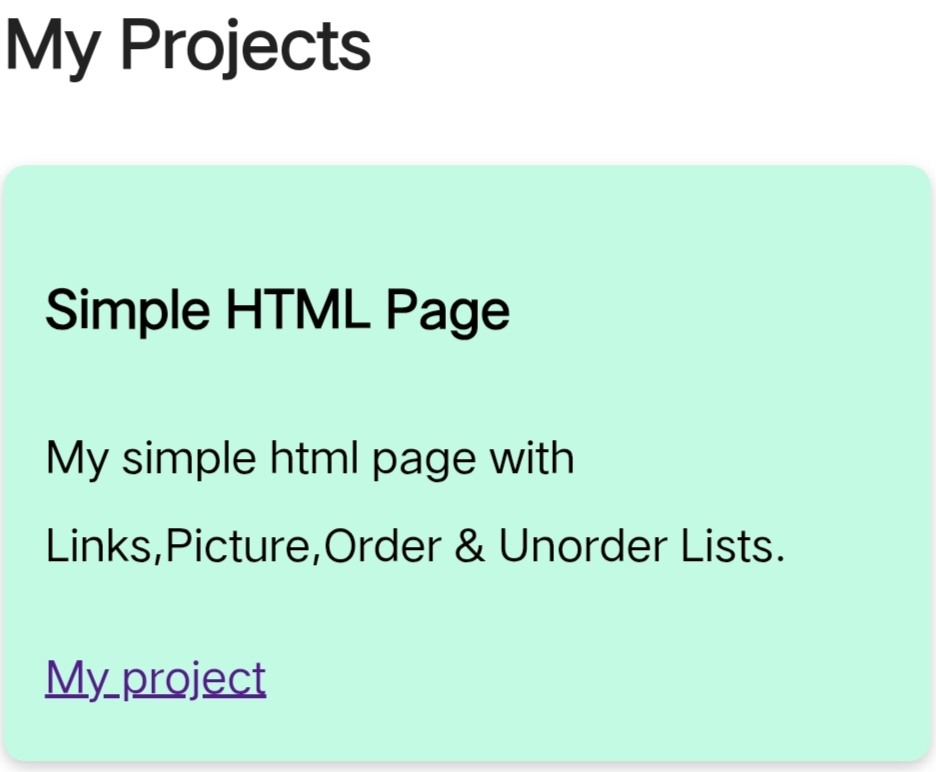 My Projects
Simple HTML Page
My simple html page with
Links,Picture,Order & Unorder Lists.
My project